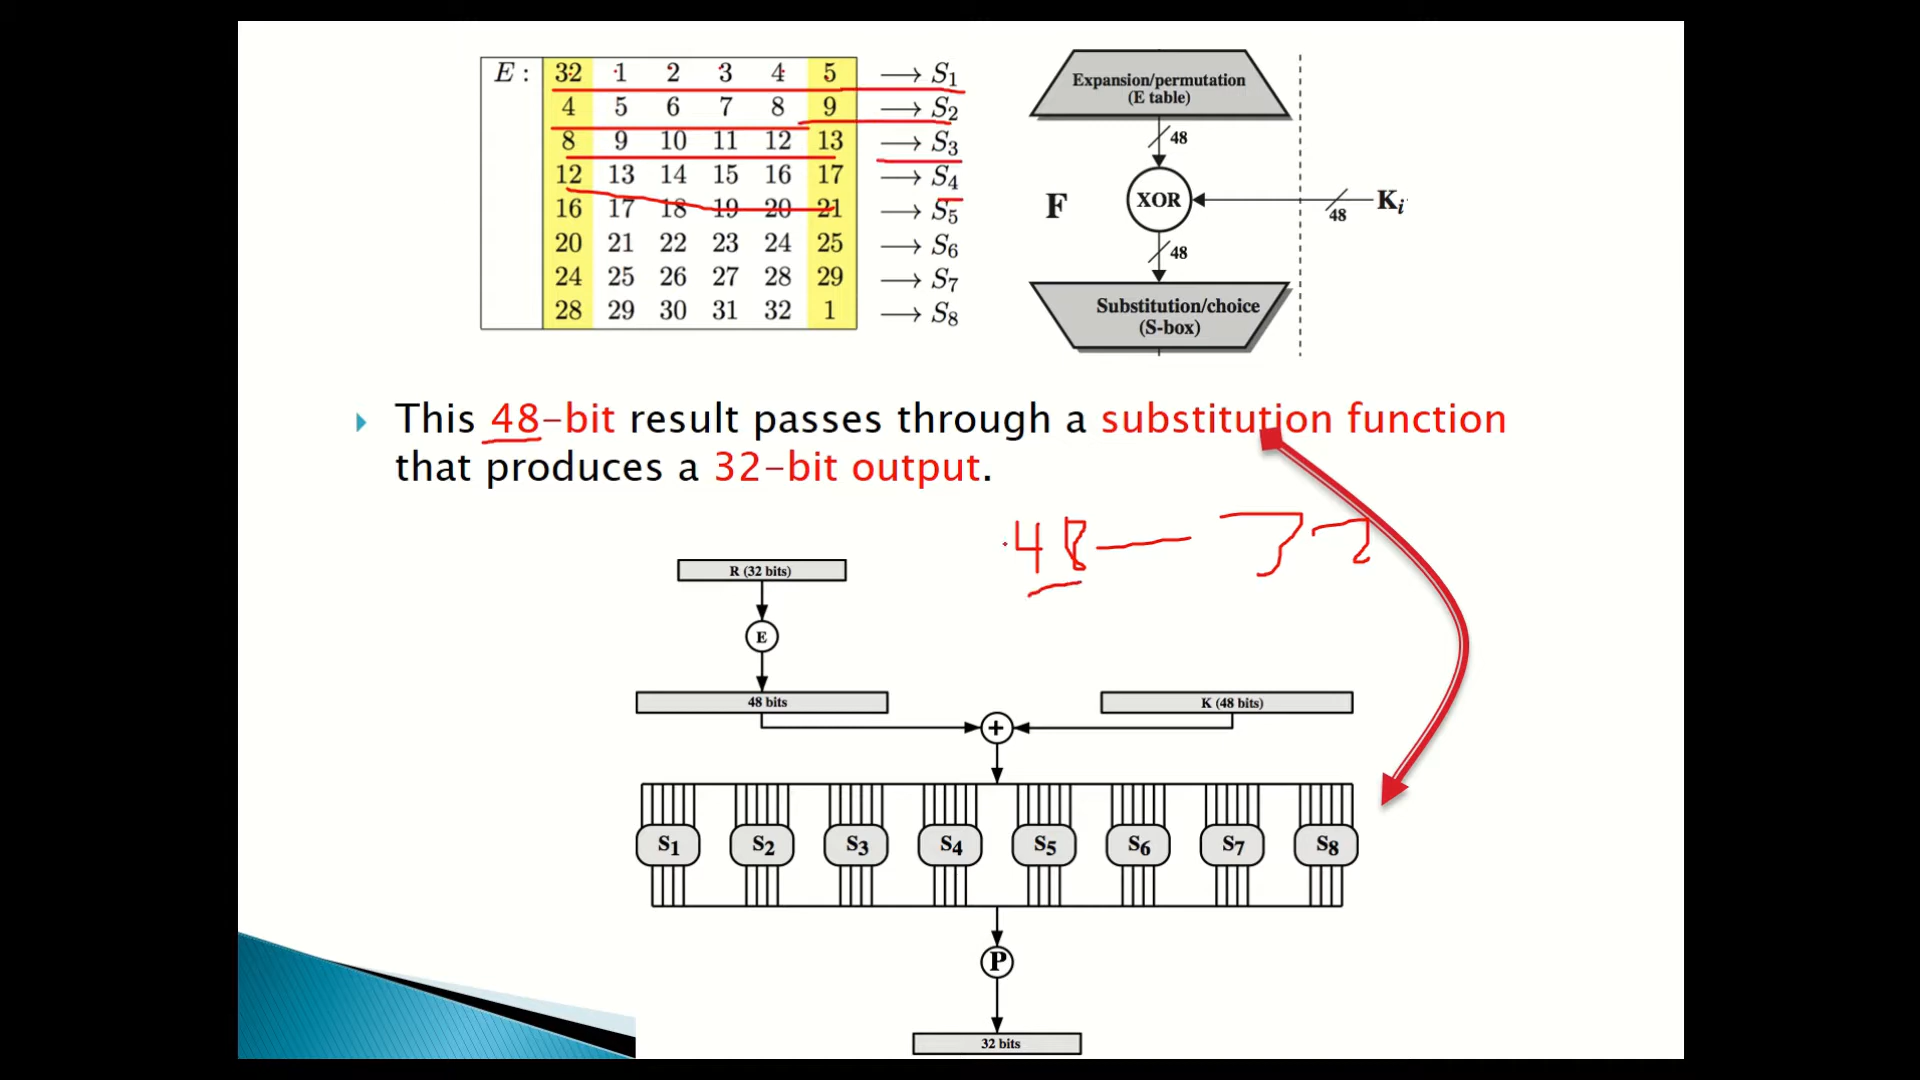 E : 32 1 2 3 4 5 → S1
4 5 6 7 8 9 → S2
8 9 10 11 12 13 → S3
12 13 14 15 16 17 → S4
16 17 18 19 20 21 → S5
20 21 22 23 24 25 → S6
24 25 26 27 28 29 → S7
28 29 30 31 32 1 → S8
Expansion/permutation
(E table)
48
F
XOR
48
Ki
48
Substitution/choice
(S-box)
This 48-bit result passes through a substitution function
that produces a 32-bit output.
48 — 32
R (32 bits)
E
48 bits
K (48 bits)
+
S1 S2 S3 S4 S5 S6 S7 S8
P
32 bits